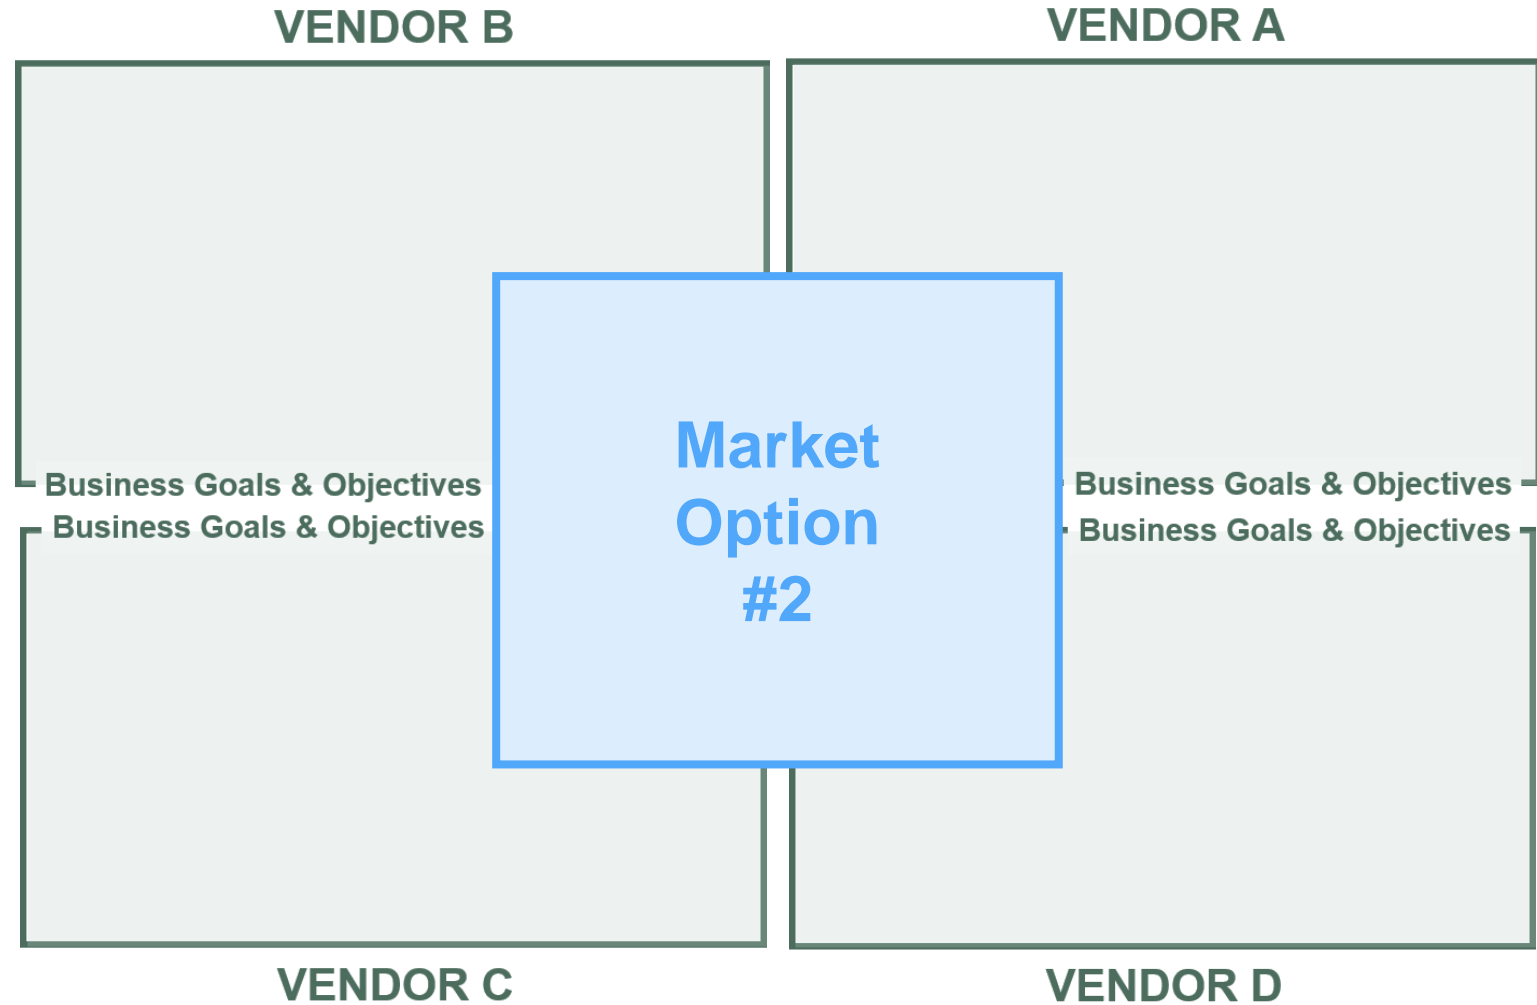 VENDOR B
VENDOR A
Business Goals & Objectives
Business Goals & Objectives
Market
Option
#2
Business Goals & Objectives
Business Goals & Objectives
VENDOR C
VENDOR D